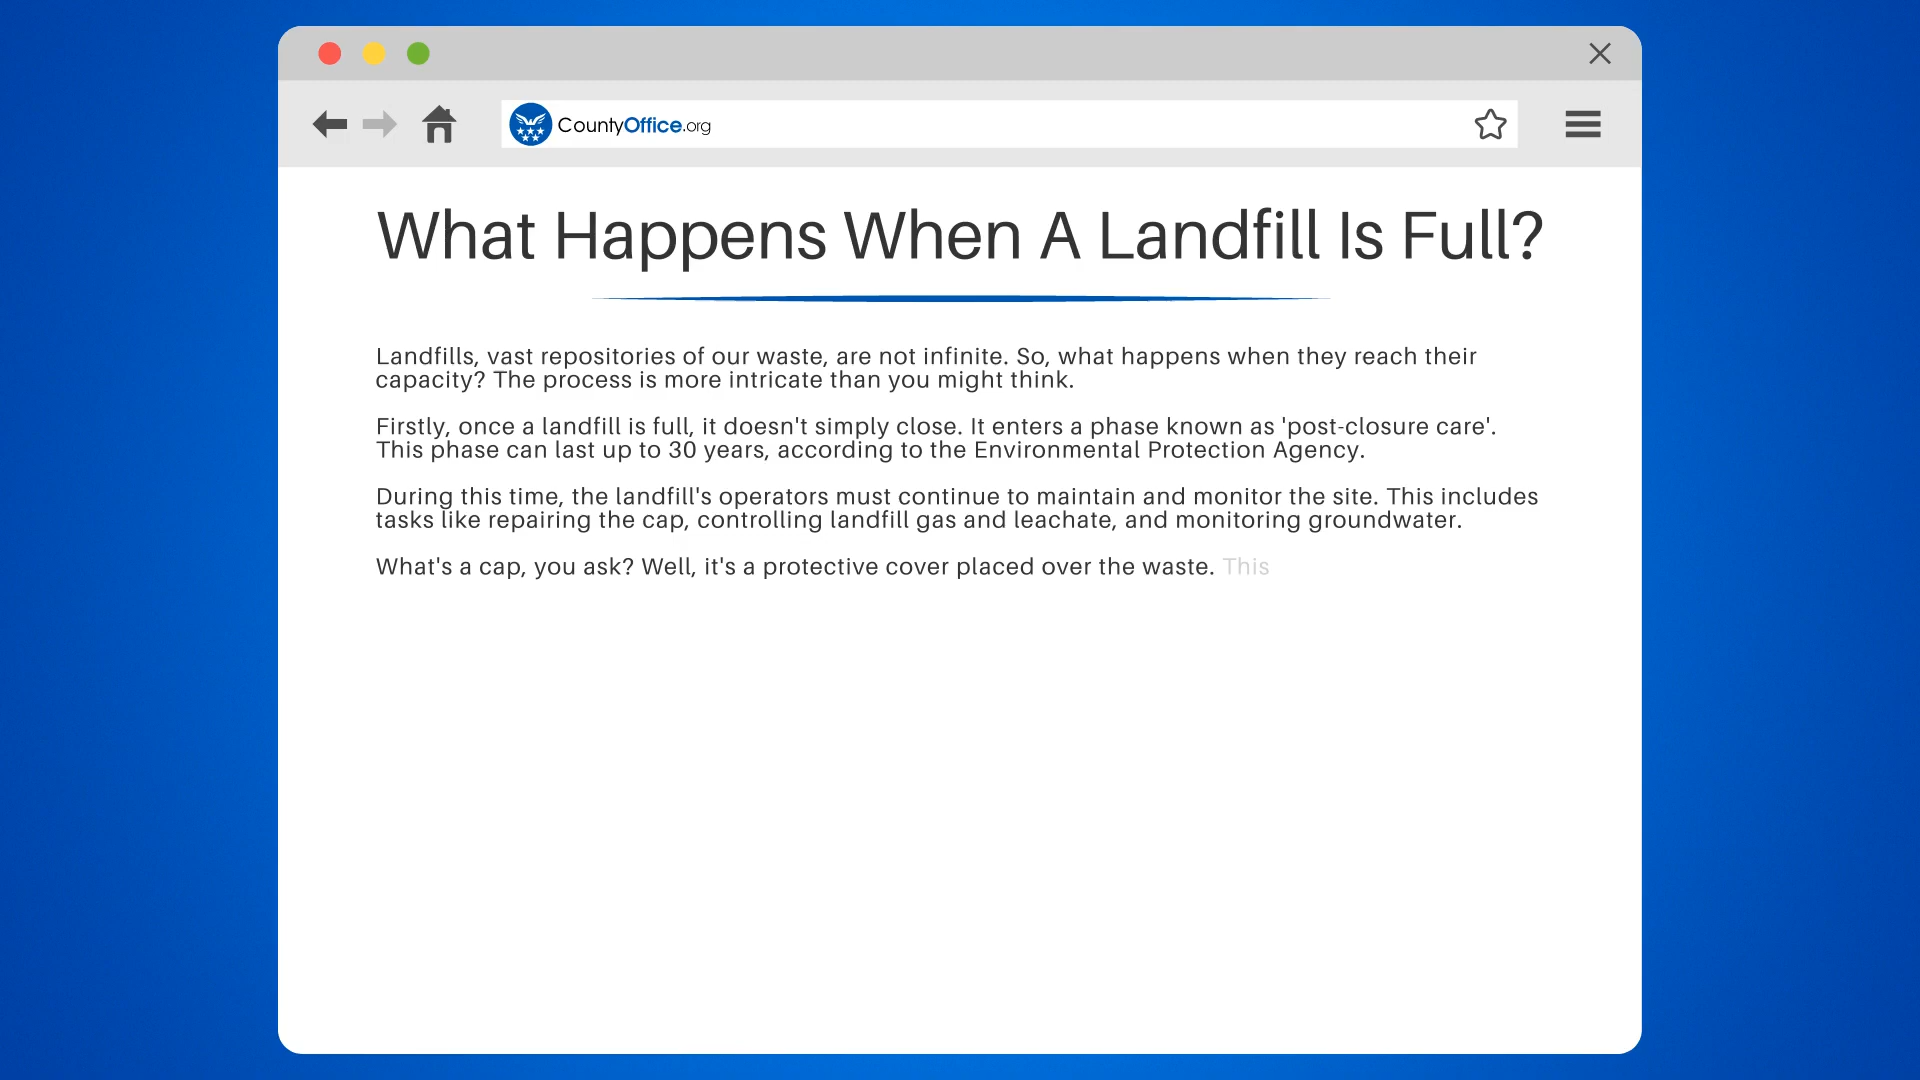 CountyOffice.org
What Happens When A Landfill Is Full?
Landfills, vast repositories of our waste, are not infinite. So, what happens when they reach their
capacity? The process is more intricate than you might think.
Firstly, once a landfill is full, it doesn't simply close. It enters a phase known as 'post-closure care'.
This phase can last up to 30 years, according to the Environmental Protection Agency.
During this time, the landfill's operators must continue to maintain and monitor the site. This includes
tasks like repairing the cap, controlling landfill gas and leachate, and monitoring groundwater.
What's a cap, you ask? Well, it's a protective cover placed over the waste. This